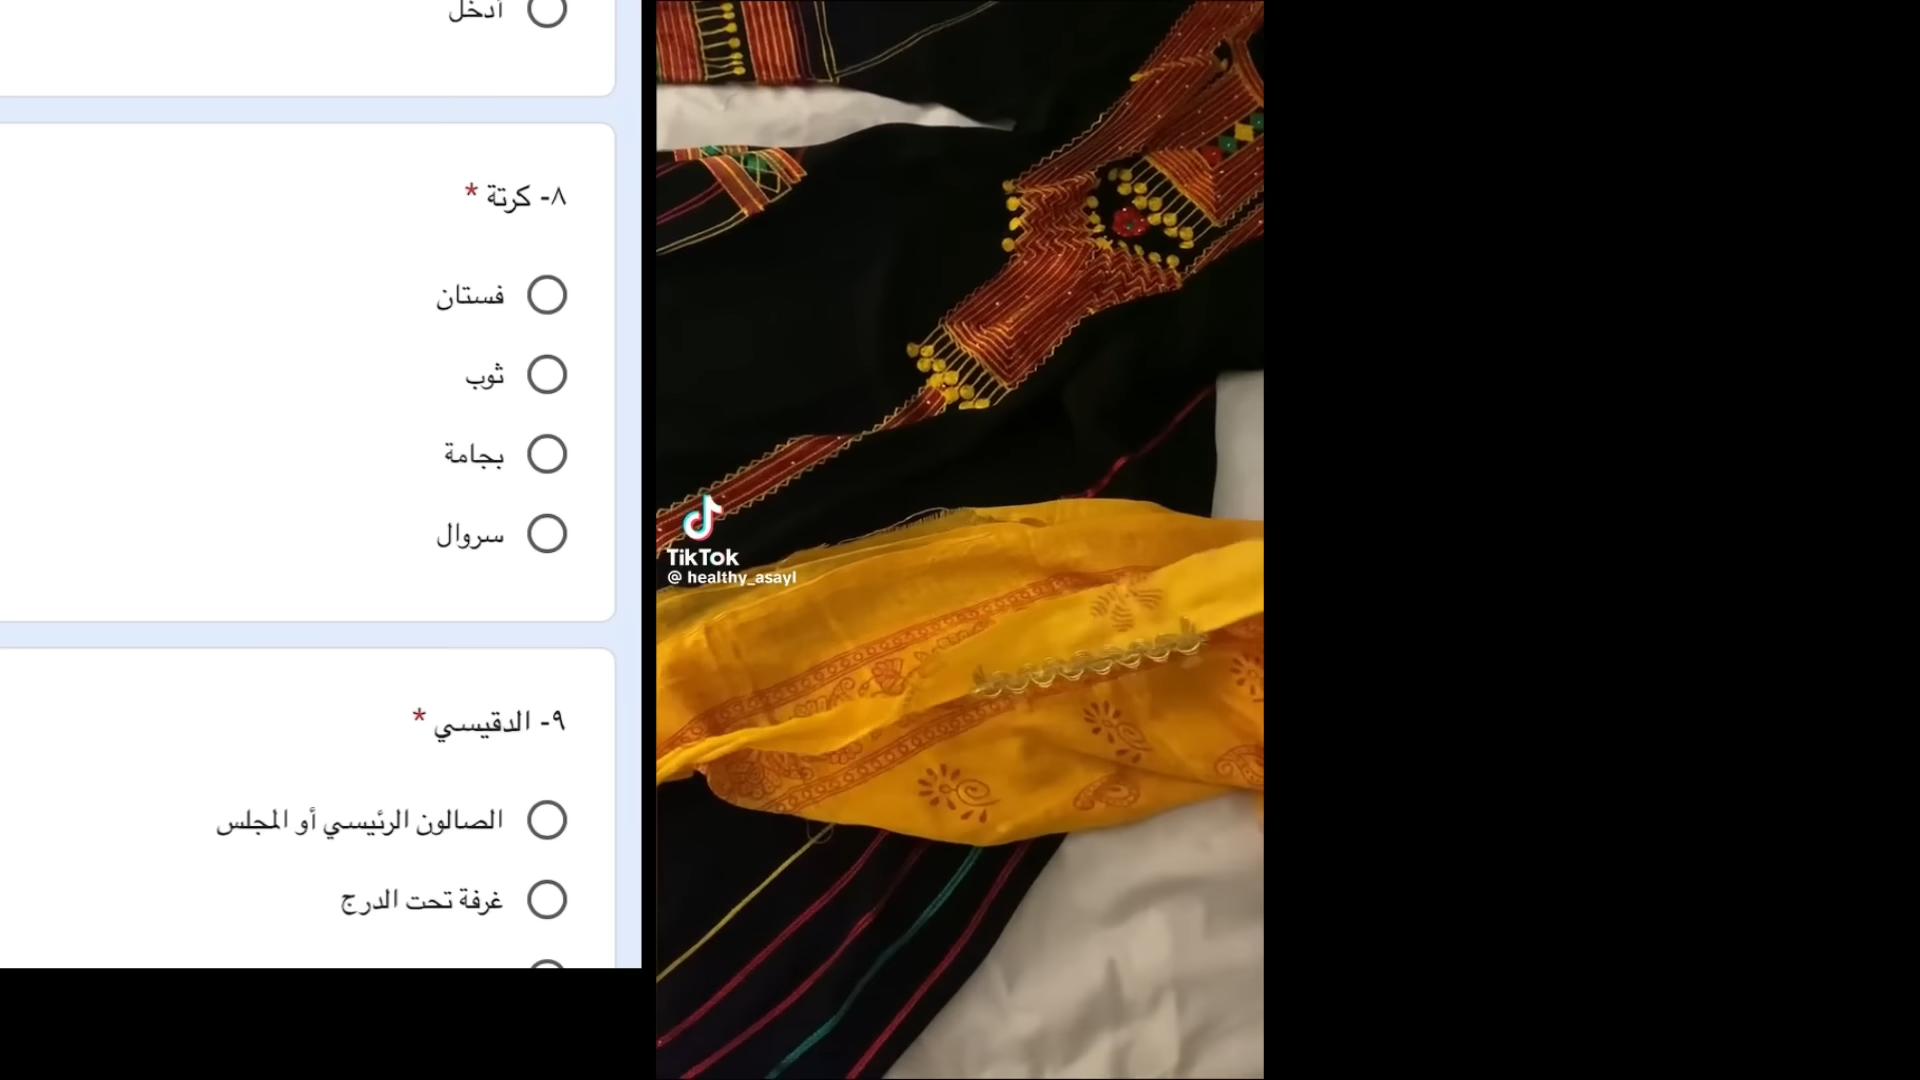 أدخل
٨- كرتة *
فستان
ثوب
بجامة
سروال
٩- الدقيسي *
الصالون الرئيسي أو المجلس
غرفة تحت الدرج
TikTok
@ healthy_asayl